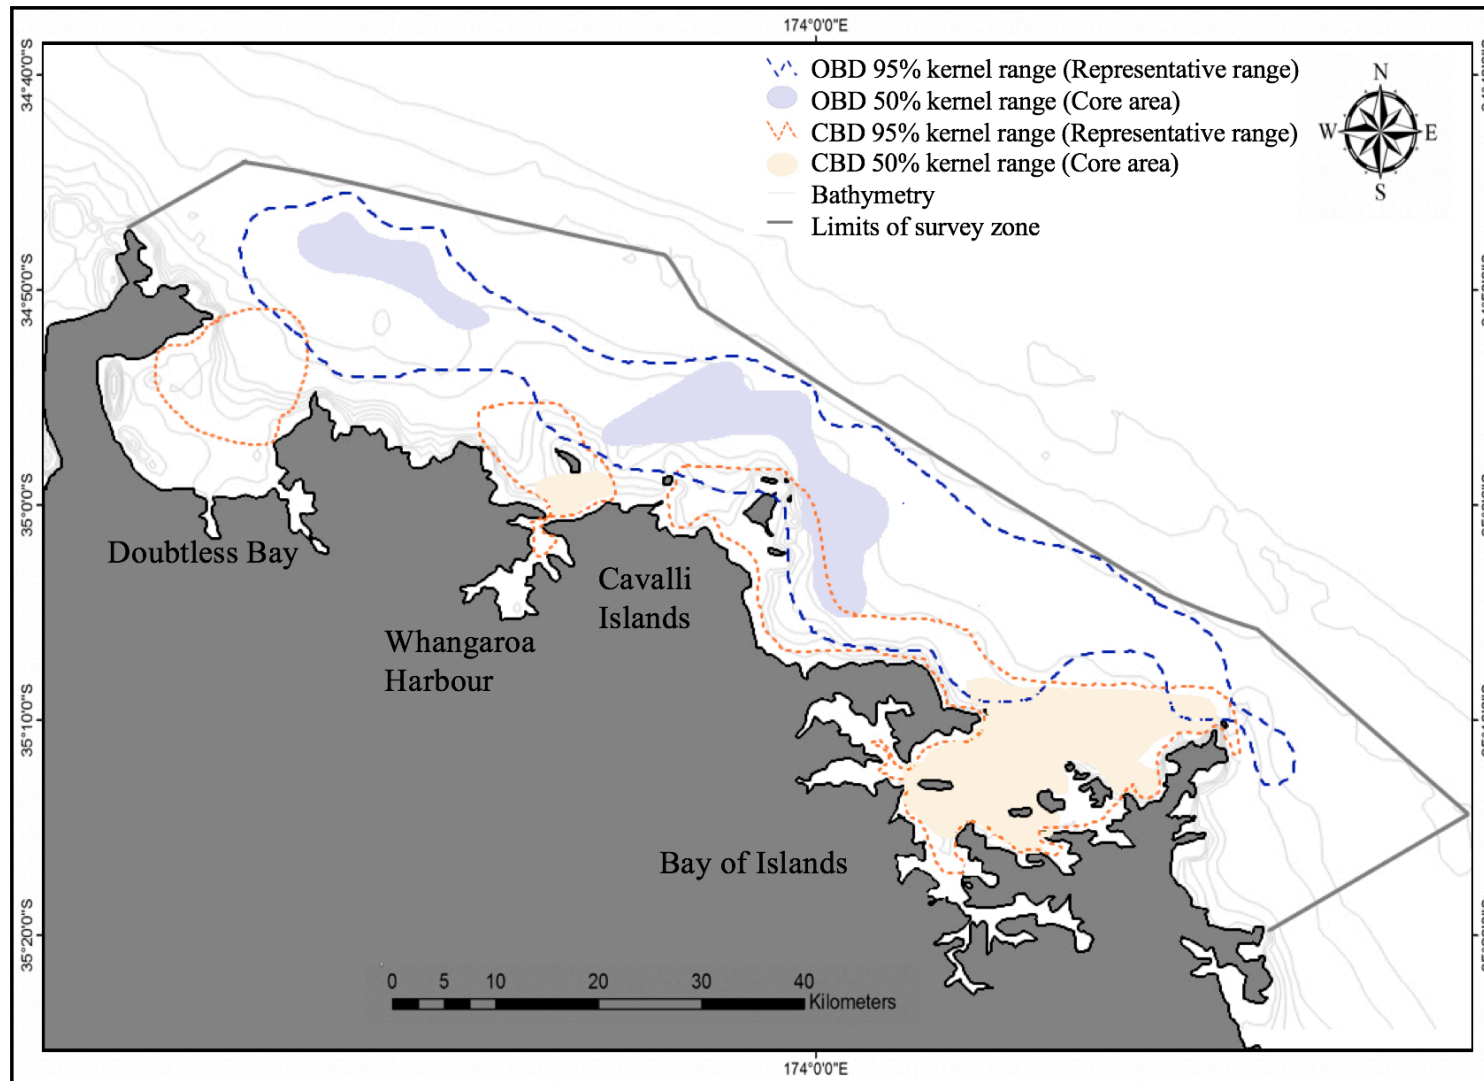 174°0'0"E
OBD 95% kernel range (Representative range)
OBD 50% kernel range (Core area)
CBD 95% kernel range (Representative range)
CBD 50% kernel range (Core area)
Bathymetry
Limits of survey zone
N
W E
S
34°40'0"S
34°50'0"S
35°0'0"S
35°10'0"S
35°20'0"S
Doubtless Bay
Whangaroa
Harbour
Cavalli
Islands
Bay of Islands
0 5 10 20 30 40
Kilometers
174°0'0"E